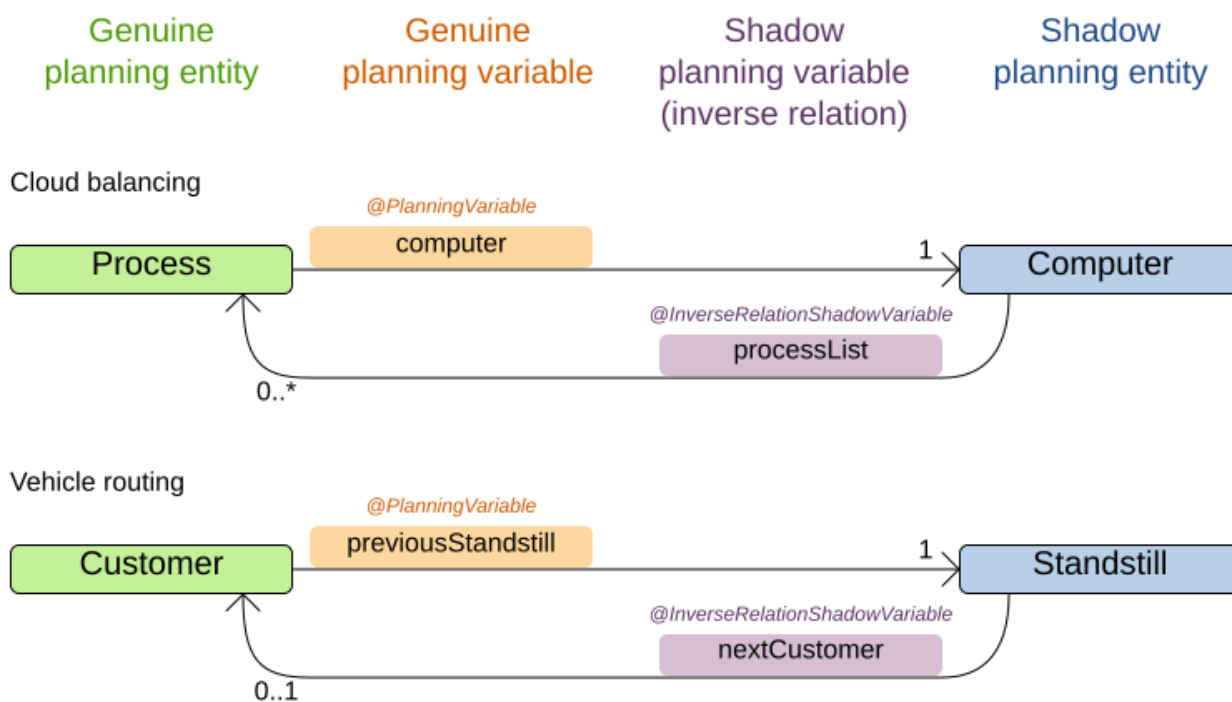 Genuine
planning entity
Genuine
planning variable
Shadow
planning variable
(inverse relation)
Shadow
planning entity
Cloud balancing
@PlanningVariable
computer
Process
1
Computer
@InverseRelationShadowVariable
processList
0..*
Vehicle routing
@PlanningVariable
previousStandstill
Customer
1
Standstill
@InverseRelationShadowVariable
nextCustomer
0..1